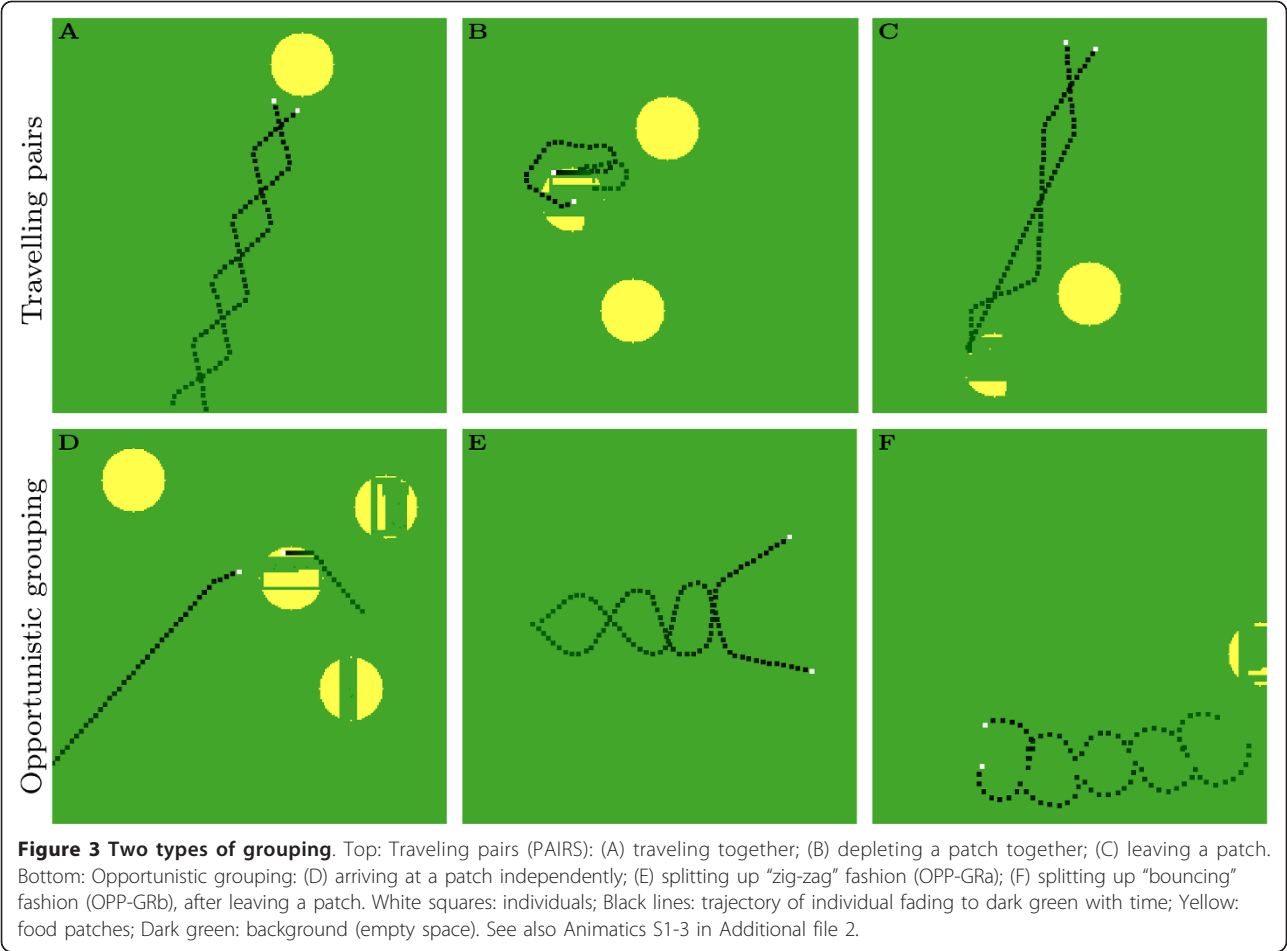 A
B
C
Travelling pairs
D
E
F
Opportunistic grouping
Figure 3 Two types of grouping. Top: Traveling pairs (PAIRS): (A) traveling together; (B) depleting a patch together; (C) leaving a patch.
Bottom: Opportunistic grouping: (D) arriving at a patch independently; (E) splitting up “zig-zag” fashion (OPP-GRa); (F) splitting up “bouncing”
fashion (OPP-GRb), after leaving a patch. White squares: individuals; Black lines: trajectory of individual fading to dark green with time; Yellow:
food patches; Dark green: background (empty space). See also Animatics S1-3 in Additional file 2.